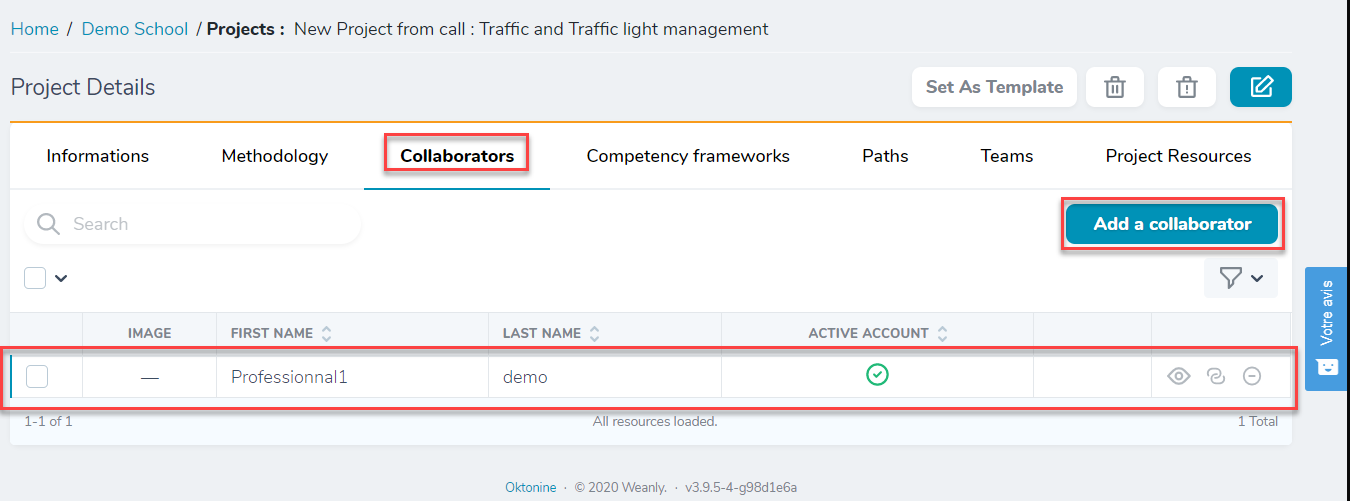 Home / Demo School / Projects : New Project from call : Traffic and Traffic light management
Project Details
Set As Template
Informations Methodology Collaborators Competency frameworks Paths Teams Project Resources
Search
Add a collaborator
IMAGE FIRST NAME LAST NAME ACTIVE ACCOUNT
— Professionnal1 demo
1-1 of 1 All resources loaded. 1 Total
Votre avis
Oktonine · © 2020 Weanly. · v3.9.5-4-g98d1e6a